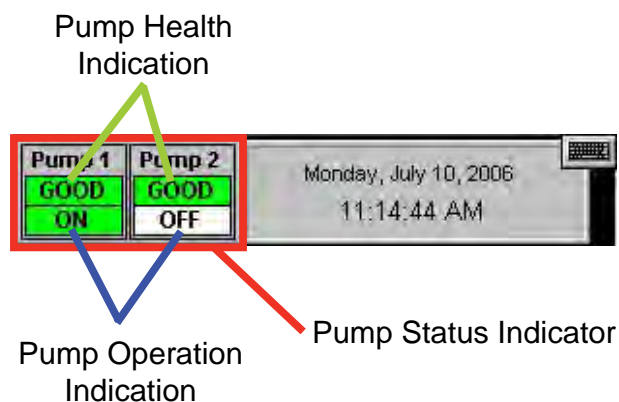 Pump Health
Indication
Pump 1 Pump 2
GOOD GOOD
ON OFF
Monday, July 10, 2006
11:14:44 AM
Pump Status Indicator
Pump Operation
Indication